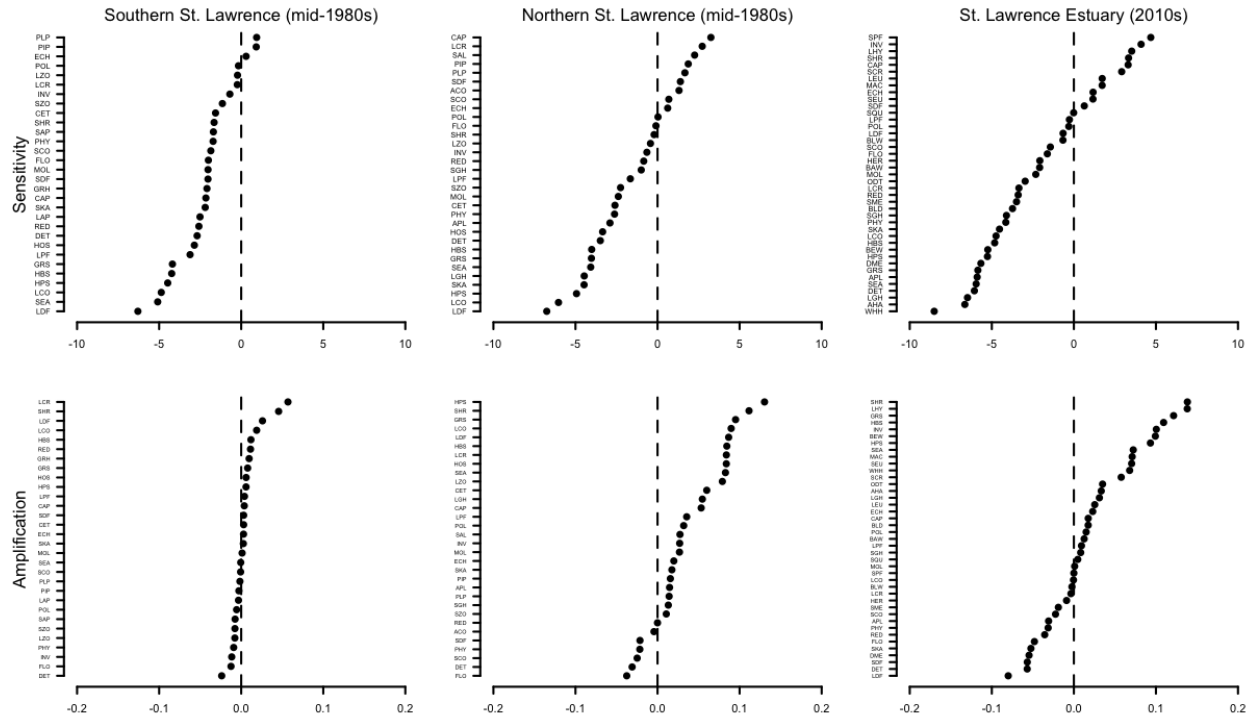 Southern St. Lawrence (mid-1980s)
Northern St. Lawrence (mid-1980s)
St. Lawrence Estuary (2010s)
Sensitivity
PLP
PIP
ECH
POL
LZO
LCR
INV
SZO
CET
SHR
SAP
PHY
SCO
FLO
MOL
SDF
GRH
CAP
SKA
LAP
RED
DET
HOS
LPF
GRS
HBS
HPS
LCO
SEA
LDF
-10 -5 0 5 10
CAP
LCR
SAL
PIP
PLP
SDF
ACO
SCO
ECH
POL
FLO
SHR
LZO
INV
RED
SGH
LPF
SZO
MOL
CET
PHY
APL
HOS
DET
HBS
GRS
SEA
LGH
SKA
HPS
LCO
LDF
-10 -5 0 5 10
SPF
INV
LHY
SHR
CAP
SCR
LEU
MAC
ECH
SEU
SDF
SQU
LPF
POL
LDF
BLW
SCO
FLO
HER
BAW
MOL
ODT
LCR
RED
SME
BLD
SGH
PHY
SKA
LCO
HBS
BEW
HPS
DME
GRS
APL
SEA
DET
LGH
AHA
WHH
-10 -5 0 5 10
Amplification
LCR
SHR
LDF
LCO
HBS
RED
GRH
GRS
HOS
HPS
LPF
CAP
SDF
CET
ECH
SKA
MOL
SEA
SCO
PLP
PIP
LAP
POL
SAP
SZO
LZO
PHY
INV
FLO
DET
-0.2 -0.1 0.0 0.1 0.2
HPS
SHR
GRS
LCO
LDF
HBS
LCR
HOS
SEA
LZO
CET
LGH
CAP
LPF
POL
SAL
INV
MOL
ECH
SKA
PIP
APL
PLP
SGH
SZO
RED
ACO
SDF
PHY
SCO
DET
FLO
-0.2 -0.1 0.0 0.1 0.2
SHR
LHY
GRS
HBS
INV
BEW
HPS
SEA
MAC
SEU
WHH
SCR
ODT
AHA
LGH
LEU
ECH
CAP
BLD
POL
BAW
LPF
SGH
SQU
MOL
SPF
LCO
BLW
LCR
HER
SME
SCO
APL
PHY
RED
FLO
SKA
DME
SDF
DET
LDF
-0.2 -0.1 0.0 0.1 0.2